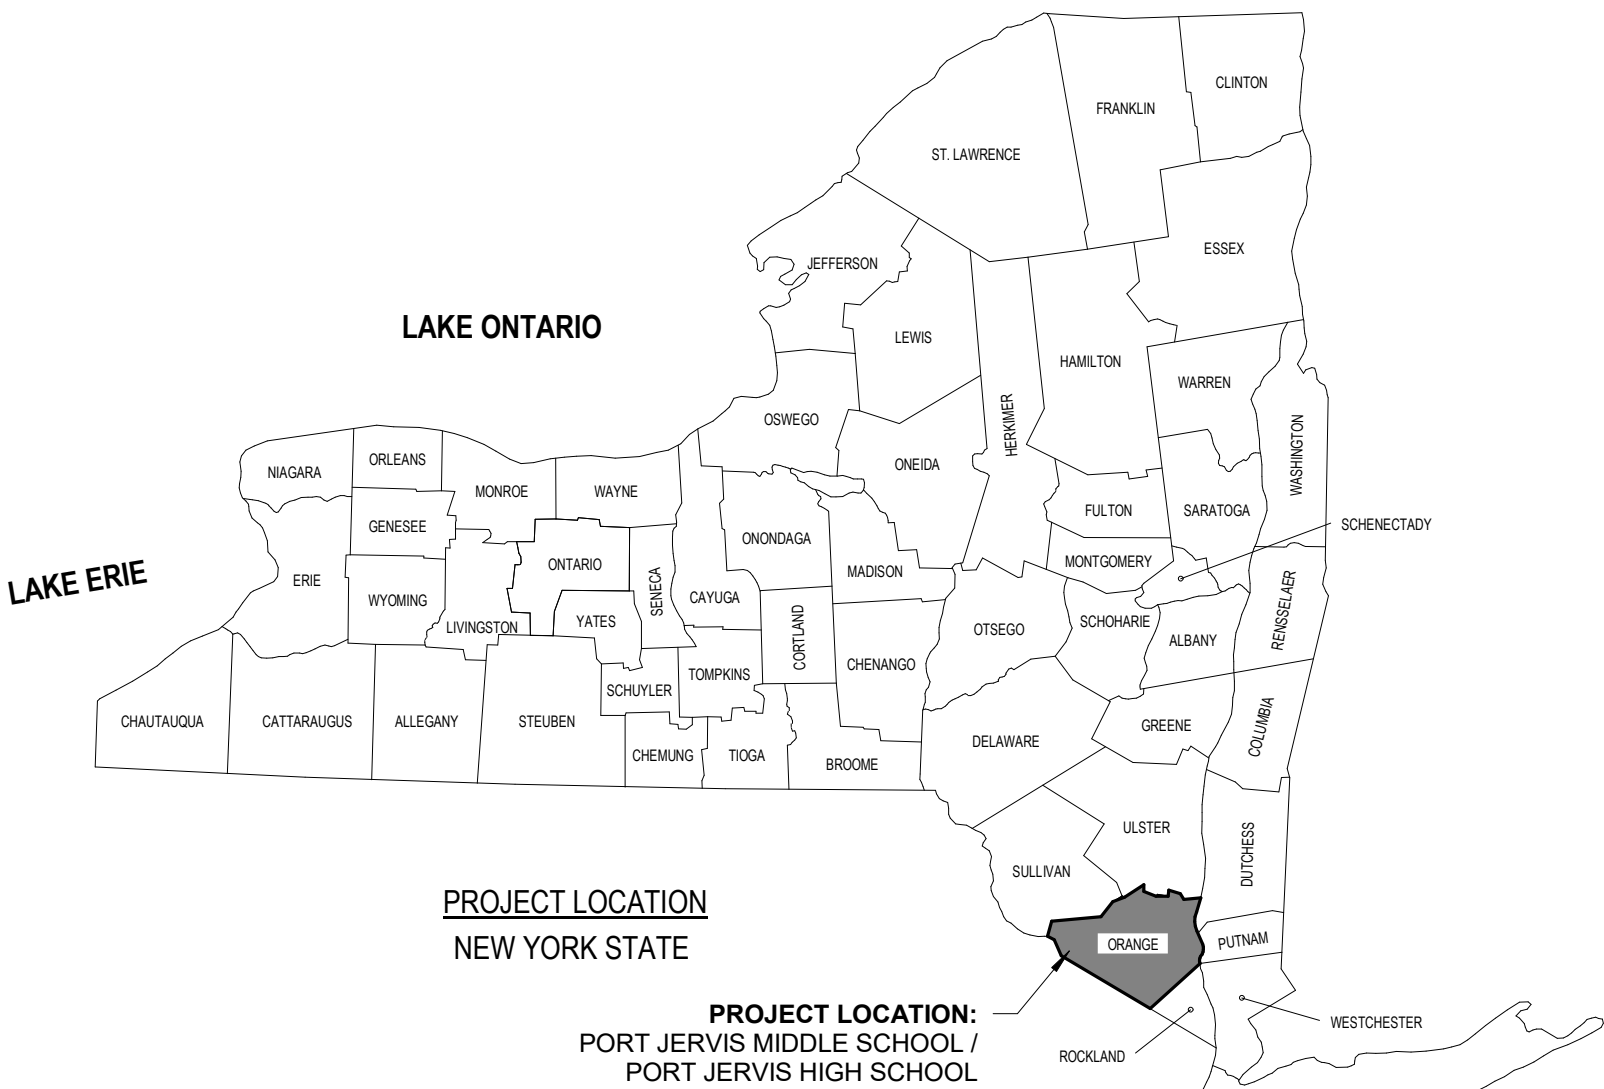 CLINTON
FRANKLIN
ST. LAWRENCE
ESSEX
JEFFERSON
LAKE ONTARIO
LEWIS
HAMILTON
WARREN
HERKIMER
OSWEGO
WASHINGTON
ONEIDA
NIAGARA
ORLEANS
MONROE
WAYNE
FULTON
SARATOGA
SCHENECTADY
GENESEE
ONONDAGA
MONTGOMERY
ONTARIO
MADISON
LAKE ERIE
ERIE
WYOMING
SENECA
CAYUGA
RENSSELAER
LIVINGSTON
YATES
CORTLAND
OTSEGO
SCHOHARIE
ALBANY
CHENANGO
TOMPKINS
SCHUYLER
CHAUTAUQUA
CATTARAUGUS
ALLEGANY
STEUBEN
GREENE
COLUMBIA
DELAWARE
CHEMUNG
TIOGA
BROOME
ULSTER
DUTCHESS
SULLIVAN
PROJECT LOCATION
NEW YORK STATE
ORANGE
PUTNAM
PROJECT LOCATION:
PORT JERVIS MIDDLE SCHOOL /
PORT JERVIS HIGH SCHOOL
WESTCHESTER
ROCKLAND